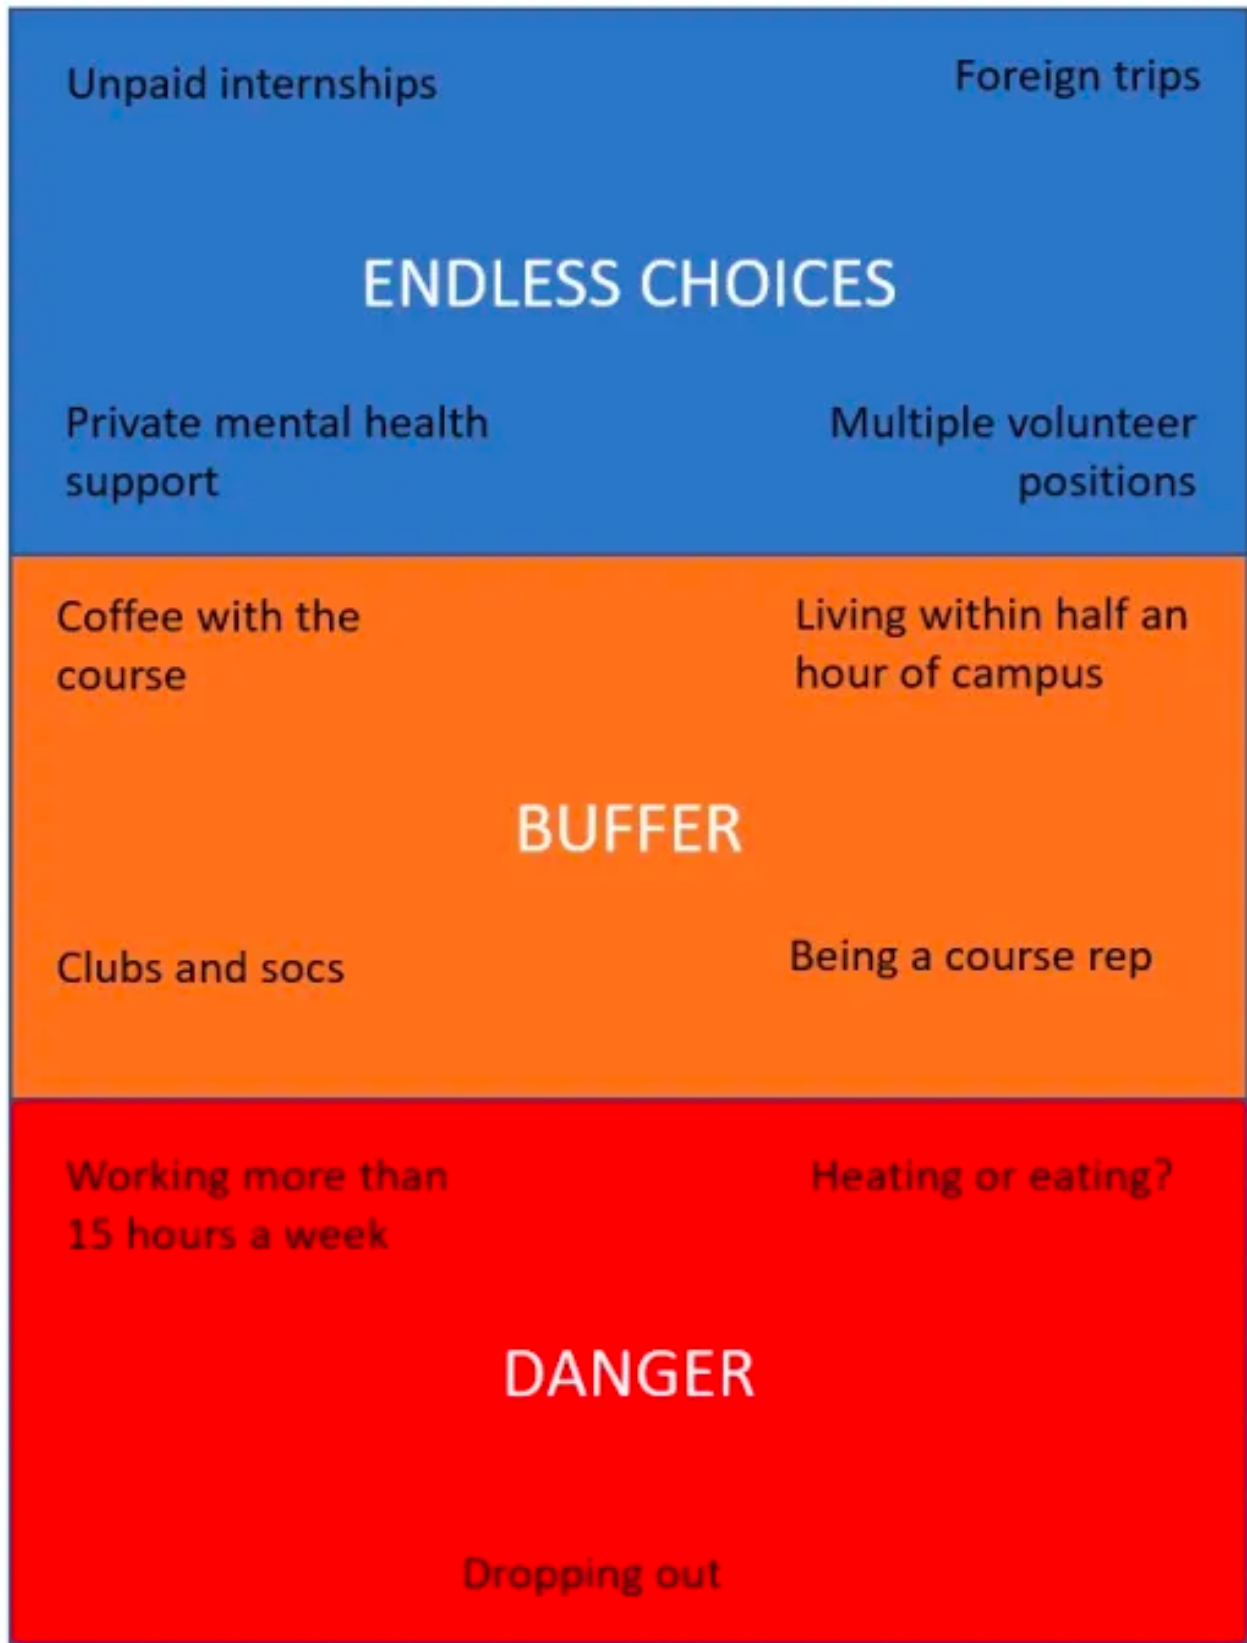 Unpaid internships
Foreign trips
ENDLESS CHOICES
Private mental health
support
Multiple volunteer
positions
Coffee with the
course
Living within half an
hour of campus
BUFFER
Clubs and socs
Being a course rep
Working more than
15 hours a week
Heating or eating?
DANGER
Dropping out